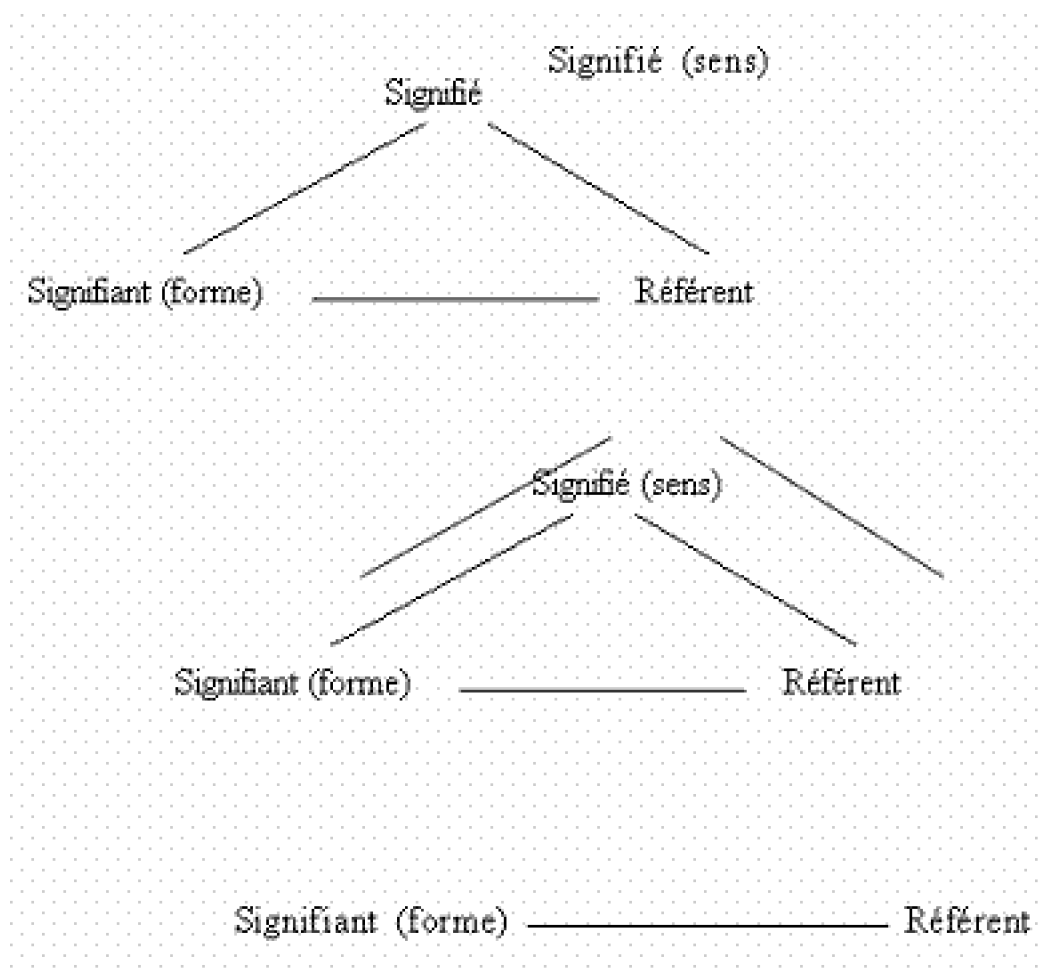 Signifié (sens)
Signifié
Signifiant (forme) Référent
Signifié (sens)
Signifiant (forme) Référent
Signifiant (forme) Référent